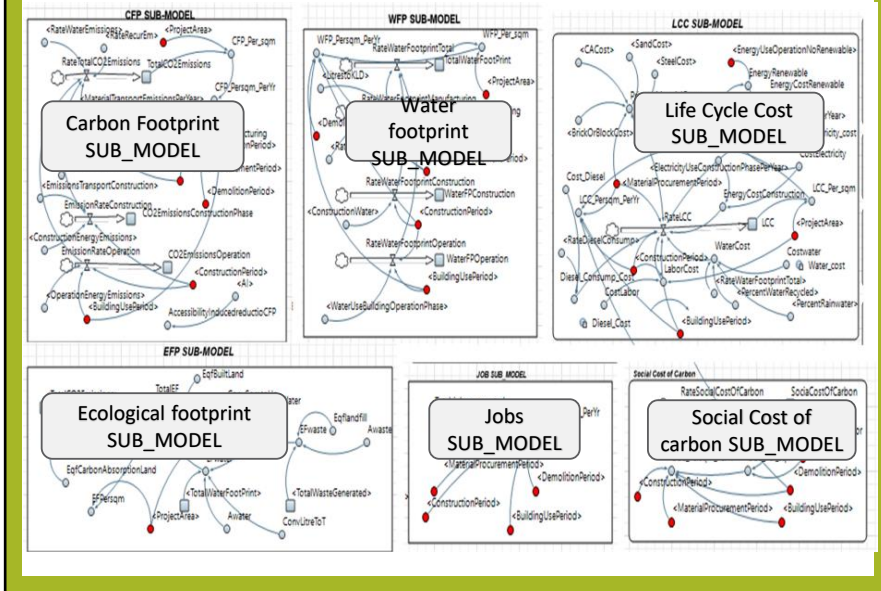 CFP SUB-MODEL
<RateWaterEmissions>
<RateRecurEm>
<ProjectArea>
CFP_Per_sqm
RateTotalCO2Emissions
TotalCO2Emissions
<MaterialTransportEmissionsPerYear>
CFP_Persqm_PerYr
Carbon Footprint
SUB_MODEL
<DemolitionPeriod>
<EmissionsTransportConstruction>
EmissionRateConstruction
CO2EmissionsConstructionPhase
<ConstructionEnergyEmissions>
EmissionRateOperation
CO2EmissionsOperation
<ConstructionPeriod>
<OperationEnergyEmissions>
<AI>
<BuildingUsePeriod>
AccessibilityInducedreductioCFP
WFP SUB-MODEL
WFP_Persqm_PerYr
WFP_Per_sqm
RateWaterFootprintTotal
TotalWaterFootPrint
<LitrestoKLD>
<ProjectArea>
Water
footprint
SUB_MODEL
RateWaterFootprintConstruction
WaterFPConstruction
<ConstructionWater>
<ConstructionPeriod>
RateWaterFootprintOperation
WaterFPOperation
<BuildingUsePeriod>
<WaterUseBuildingOperationPhase>
LCC SUB-MODEL
<CACost>
<SandCost>
<EnergyUseOperationNoRenewable>
<SteelCost>
EnergyRenewable
EnergyCostRenewable
Life Cycle Cost
SUB_MODEL
<BrickOrBlockCost>
CostElectricity
<ElectricityUseConstructionPhasePerYear>
Cost_Diesel
<MaterialProcurementPeriod>
EnergyCostConstruction
LCC_Per_sqm
LCC_Persqm_PerYr
RateLCC
LCC
<ProjectArea>
<RateDieselConsump>
WaterCost
Costwater
<ConstructionPeriod>
LaborCost
Water_cost
Diesel_Consump_Cost
<RateWaterFootprintTotal>
CostLabor
<PercentWaterRecycled>
<PercentRainwater>
Diesel_Cost
<BuildingUsePeriod>
EFP SUB-MODEL
EqfBuiltLand
TotalEF
Ecological footprint
SUB_MODEL
EFwaste
Eqflandfill
Awaste
EqfCarbonAbsorptionLand
EFPersqm
<TotalWaterFootPrint>
<TotalWasteGenerated>
<ProjectArea>
Awater
ConvLitreToT
JOB SUB_MODEL
Jobs
SUB_MODEL
<MaterialProcurementPeriod>
<DemolitionPeriod>
<ConstructionPeriod>
<BuildingUsePeriod>
Social Cost of Carbon
RateSocialCostOfCarbon
SociaCostOfCarbon
Social Cost of
carbon SUB_MODEL
<DemolitionPeriod>
<ConstructionPeriod>
<MaterialProcurementPeriod>
<BuildingUsePeriod>